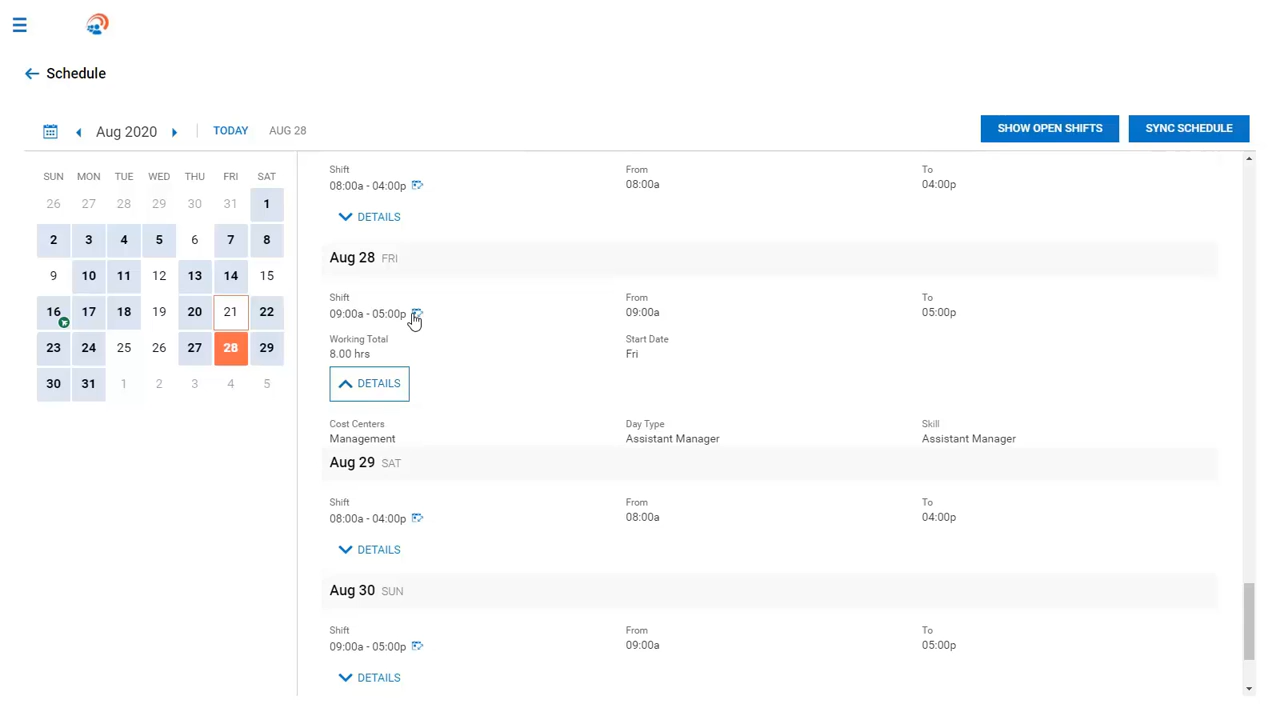 Schedule
Aug 2020 TODAY AUG 28 SHOW OPEN SHIFTS SYNC SCHEDULE
SUN MON TUE WED THU FRI SAT
26 27 28 29 30 31 1
2 3 4 5 6 7 8
9 10 11 12 13 14 15
16 17 18 19 20 21 22
23 24 25 26 27 28 29
30 31 1 2 3 4 5
Shift From To
08:00a - 04:00p 08:00a 04:00p
DETAILS
Aug 28 FRI
Shift From To
09:00a - 05:00p 09:00a 05:00p
Working Total Start Date
8.00 hrs Fri
DETAILS
Cost Centers Day Type Skill
Management Assistant Manager Assistant Manager
Aug 29 SAT
Shift From To
08:00a - 04:00p 08:00a 04:00p
DETAILS
Aug 30 SUN
Shift From To
09:00a - 05:00p 09:00a 05:00p
DETAILS